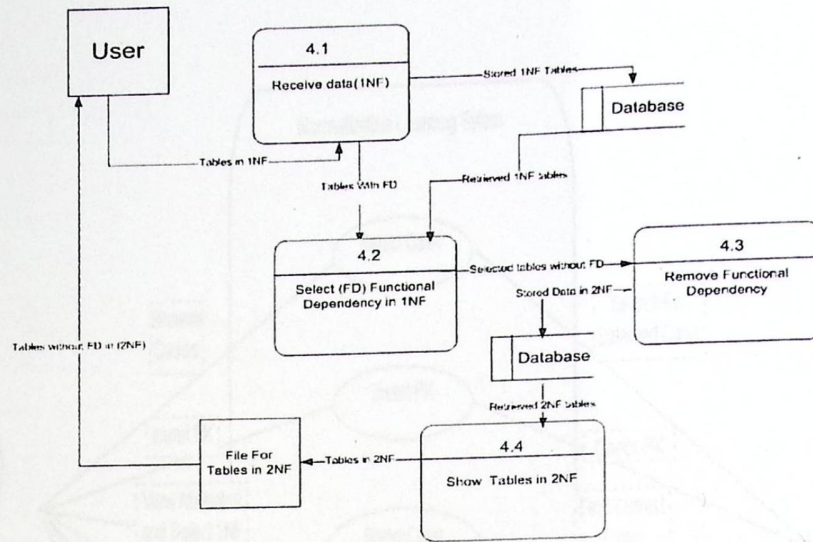 User
4.1
Receive data(1NF)
Stored 1NF Tables
Database
Tables in 1NF
Tables With FD
Retrieved 1NF tables
4.2
Select (FD) Functional
Dependency in 1NF
Selected tables without FD
4.3
Remove Functional
Dependency
Stored Data in 2NF
Database
Tables without FD in (2NF)
Retrieved 2NF tables
File For
Tables in 2NF
Tables in 2NF
4.4
Show Tables in 2NF